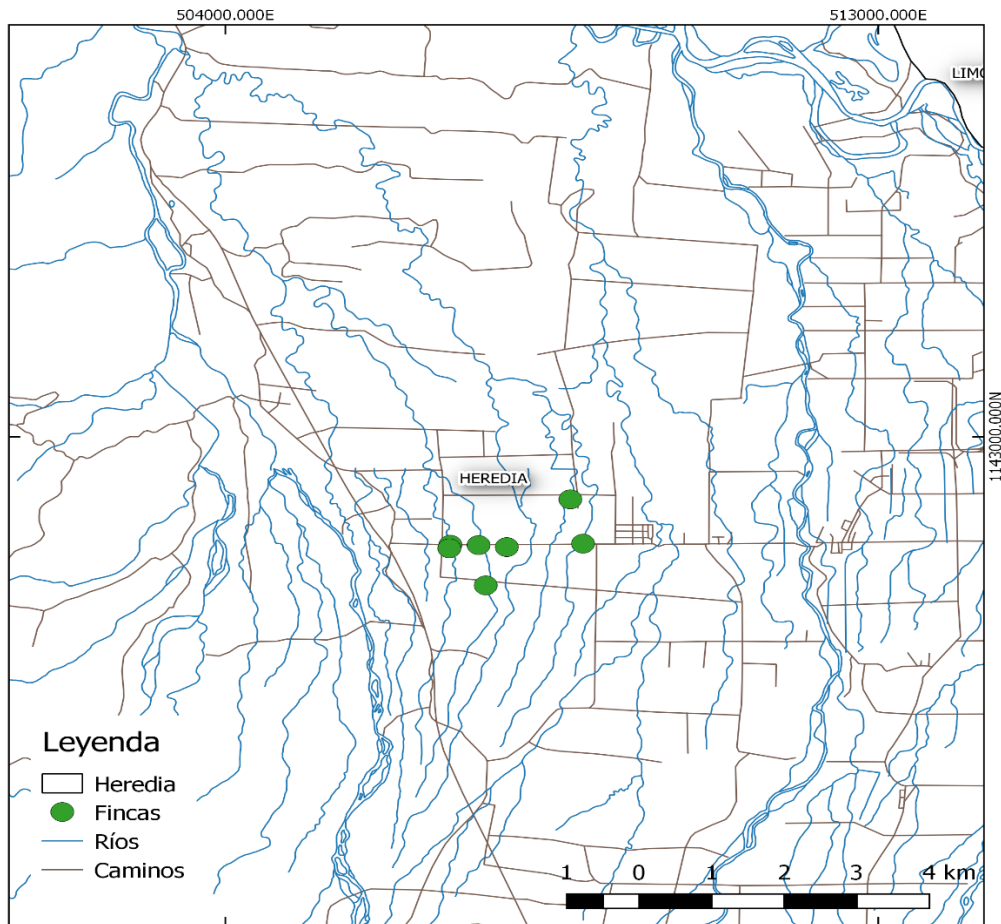 504000.000E 513000.000E
HEREDIA
1143000.000N
Leyenda
Heredia
Fincas
Ríos
Caminos
1 0 1 2 3 4 km